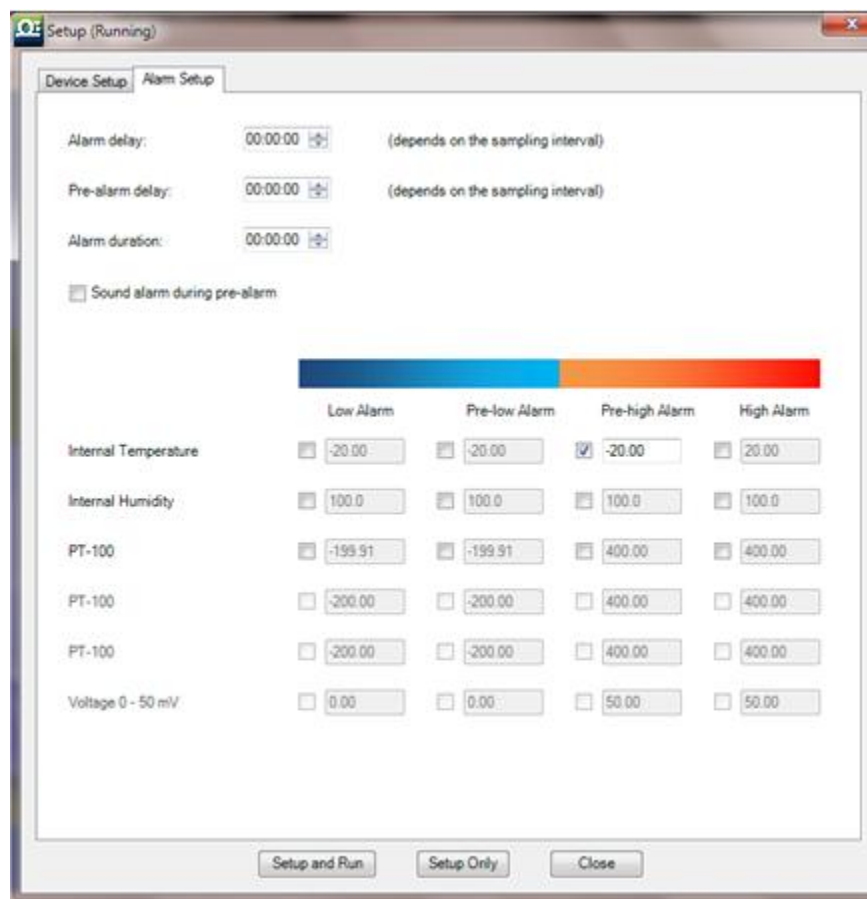 Setup (Running)
Device Setup Alarm Setup
Alarm delay: 00:00:00 (depends on the sampling interval)
Pre-alarm delay: 00:00:00 (depends on the sampling interval)
Alarm duration: 00:00:00
Sound alarm during pre-alarm
Low Alarm Pre-low Alarm Pre-high Alarm High Alarm
Internal Temperature -20.00 -20.00 -20.00 20.00
Internal Humidity 100.0 100.0 100.0 100.0
PT-100 -199.91 -199.91 400.00 400.00
PT-100 -200.00 -200.00 400.00 400.00
PT-100 -200.00 -200.00 400.00 400.00
Voltage 0 - 50 mV 0.00 0.00 50.00 50.00
Setup and Run Setup Only Close